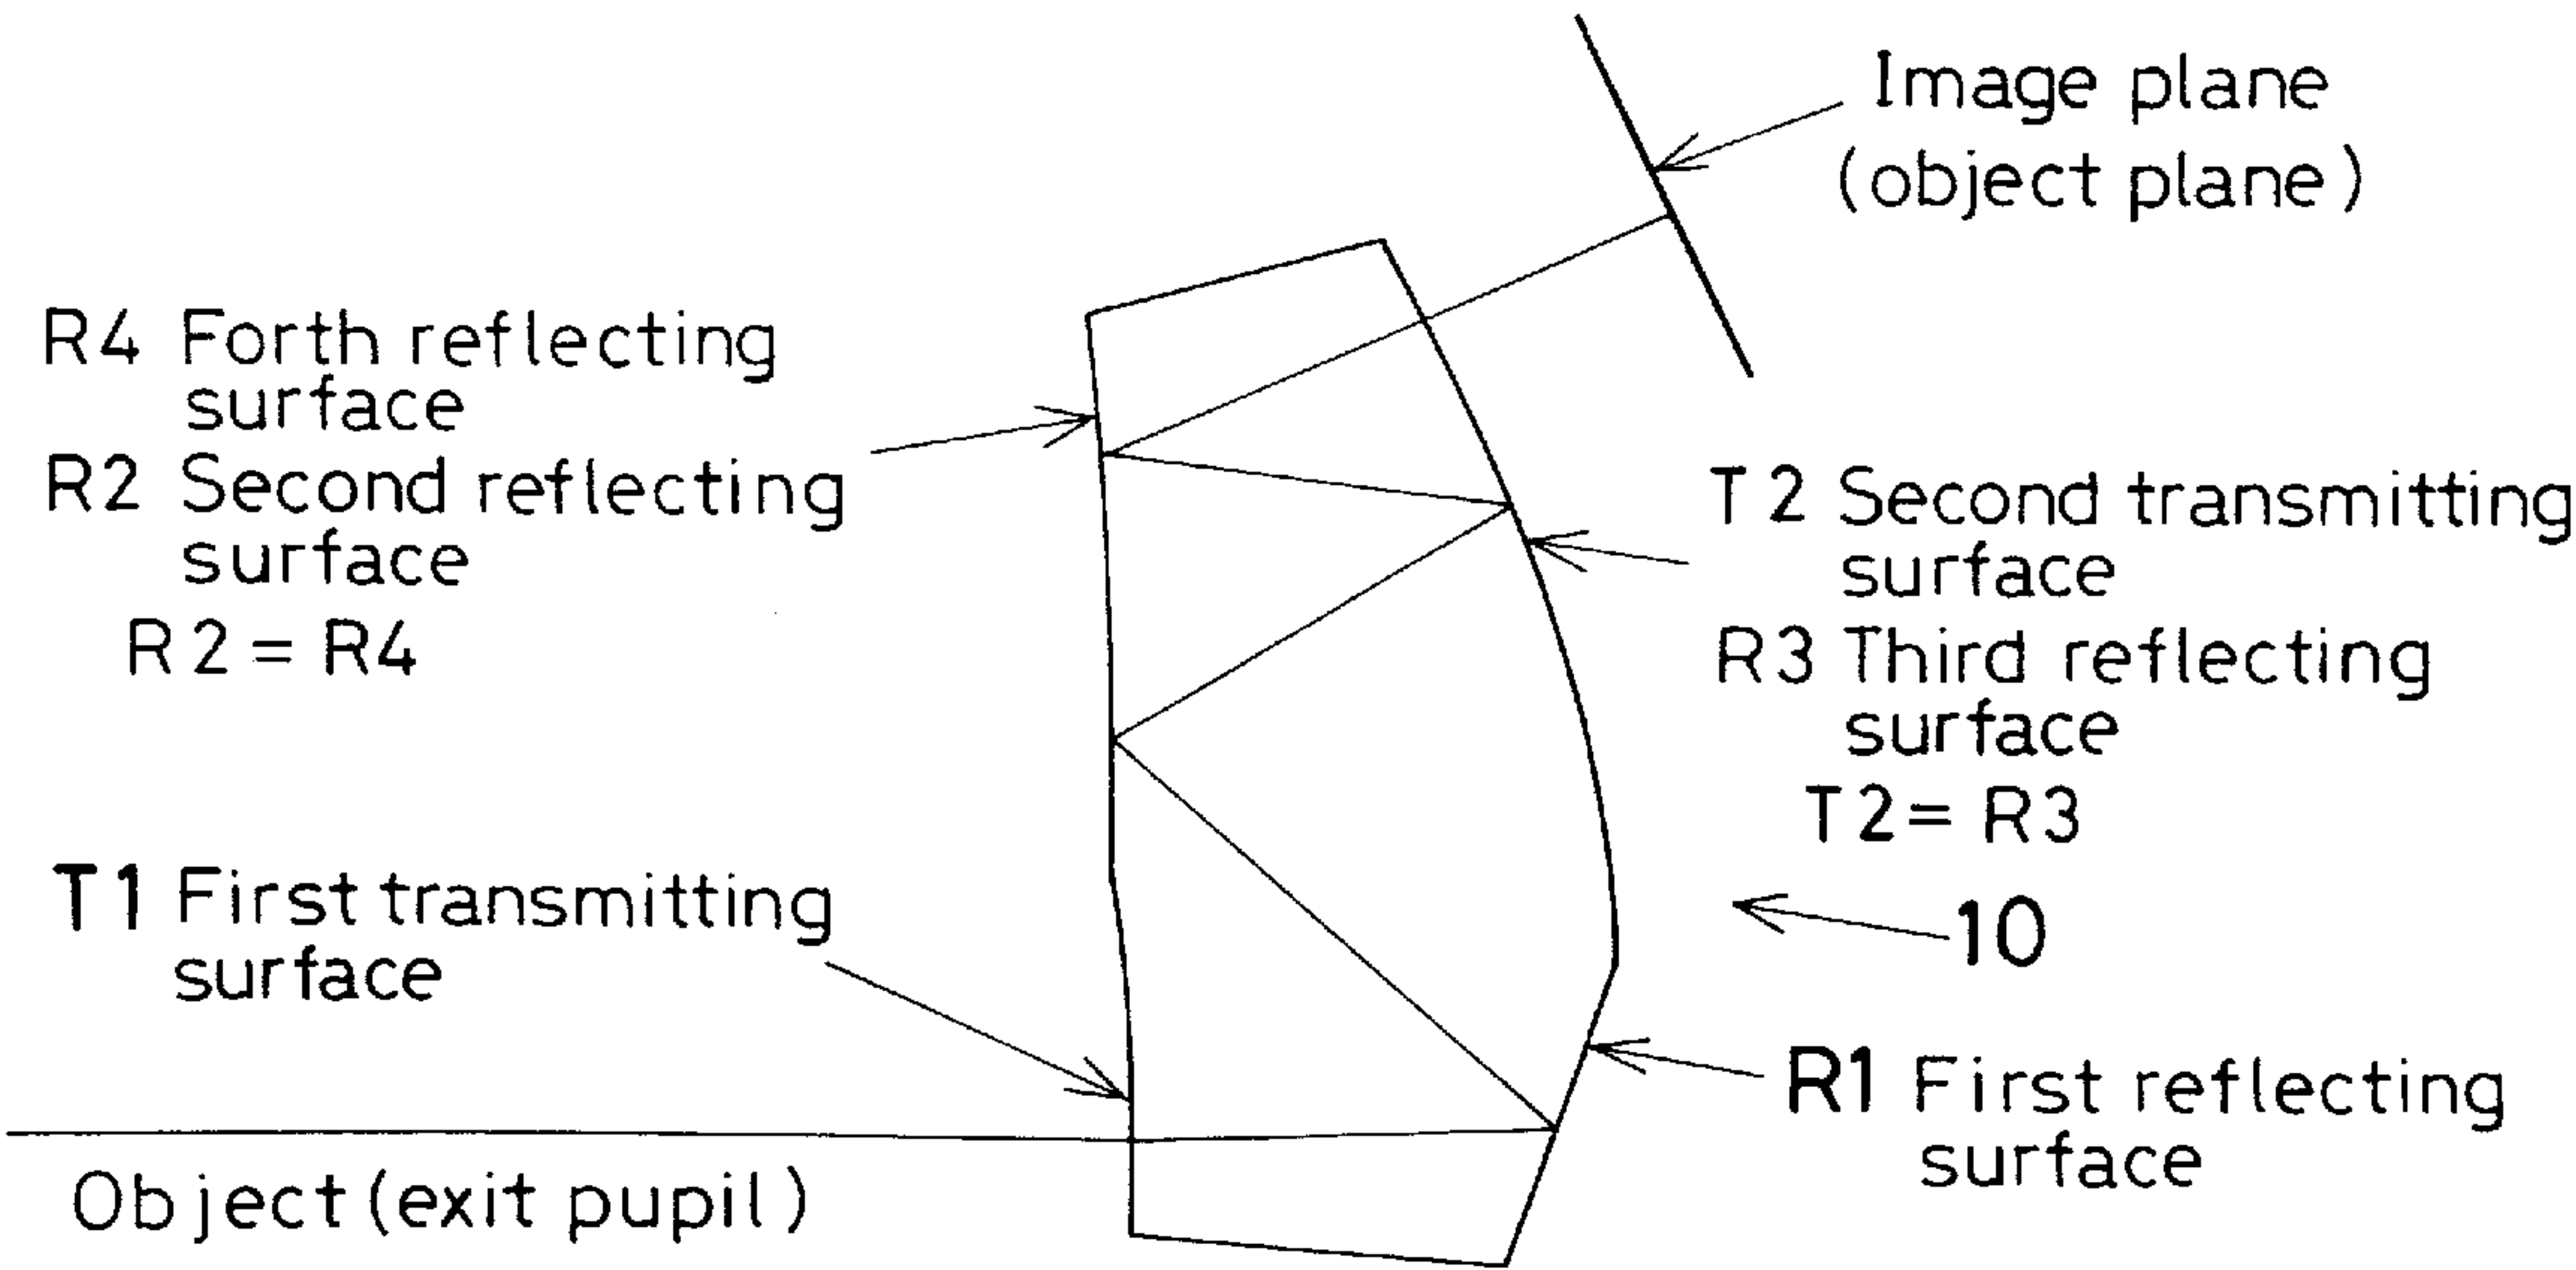 Image plane
(object plane)
R4 Forth reflecting
surface
R2 Second reflecting
surface
R2 = R4
T1 First transmitting
surface
Object (exit pupil)
T2 Second transmitting
surface
R3 Third reflecting
surface
T2 = R3
10
R1 First reflecting
surface